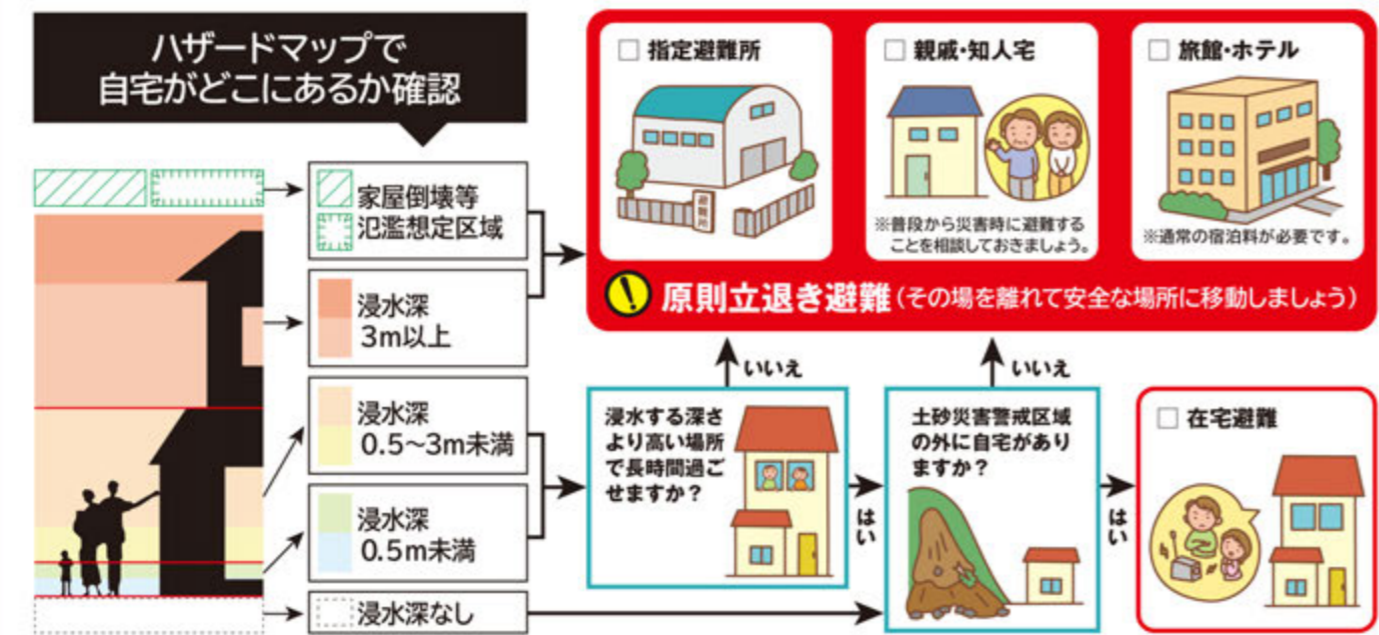 ハザードマップで
自宅がどこにあるか確認
家屋倒壊等
氾濫想定区域
浸水深
3m以上
浸水深
0.5～3m未満
浸水深
0.5m未満
浸水深なし
指定避難所
避難所
親戚・知人宅
※普段から災害時に避難する
ことを相談しておきましょう。
旅館・ホテル
※通常の宿泊料が必要です。
! 原則立退き避難（その場を離れて安全な場所に移動しましょう）
いいえ
いいえ
浸水する深さ
より高い場所
で長時間過ご
せますか？
はい
土砂災害警戒区域
の外に自宅があり
ますか？
はい
在宅避難